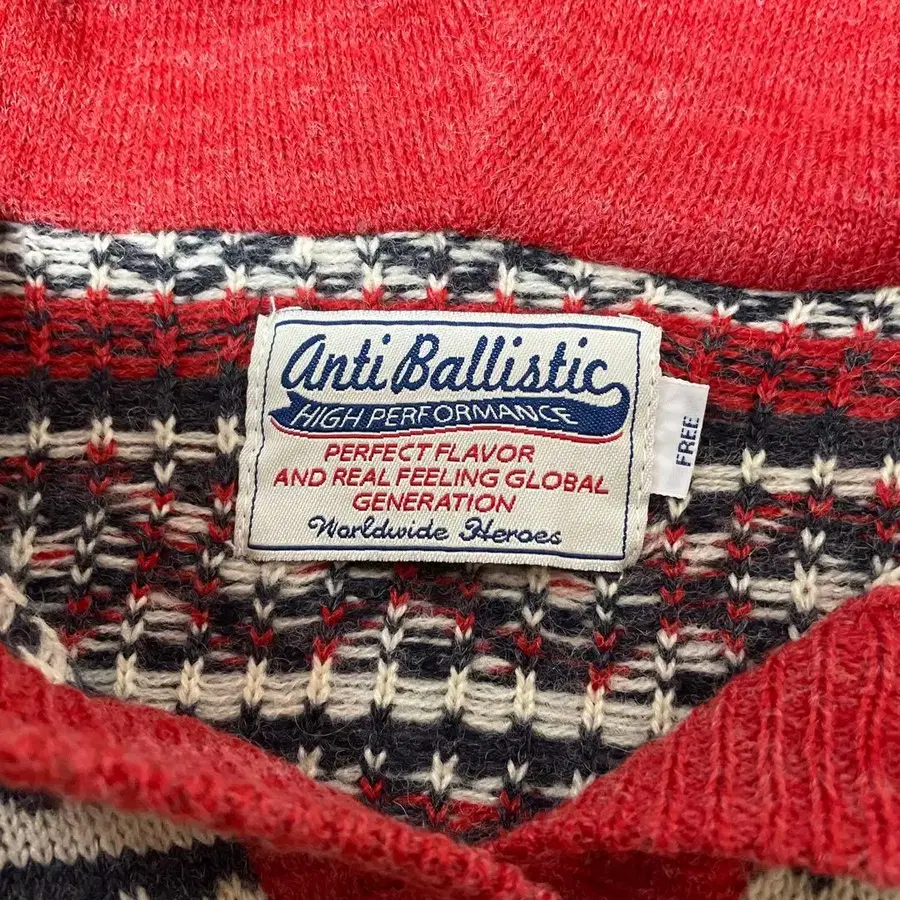 anti Ballistic
HIGH PERFORMANCE
PERFECT FLAVOR
AND REAL FEELING GLOBAL
GENERATION
Worldwide Heroes
FREE